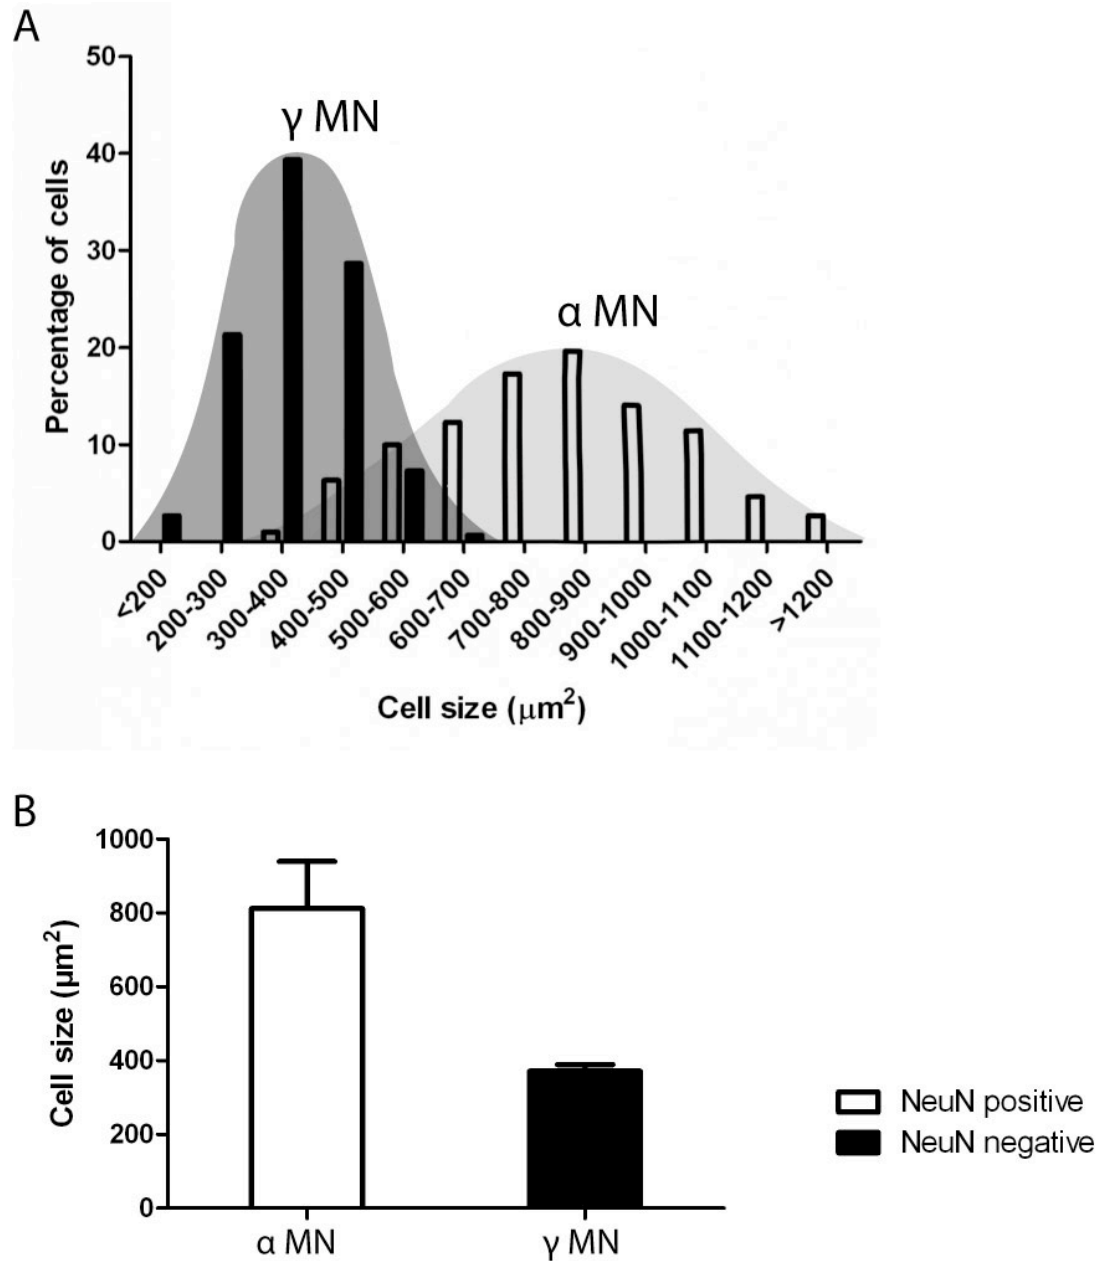 A
50
40
30
20
10
0
Percentage of cells
γ MN
α MN
<200
200-300
300-400
400-500
500-600
600-700
700-800
800-900
900-1000
1000-1100
1100-1200
>1200
Cell size (μm²)
B
1000
800
600
400
200
0
Cell size (μm²)
α MN
γ MN
NeuN positive
NeuN negative